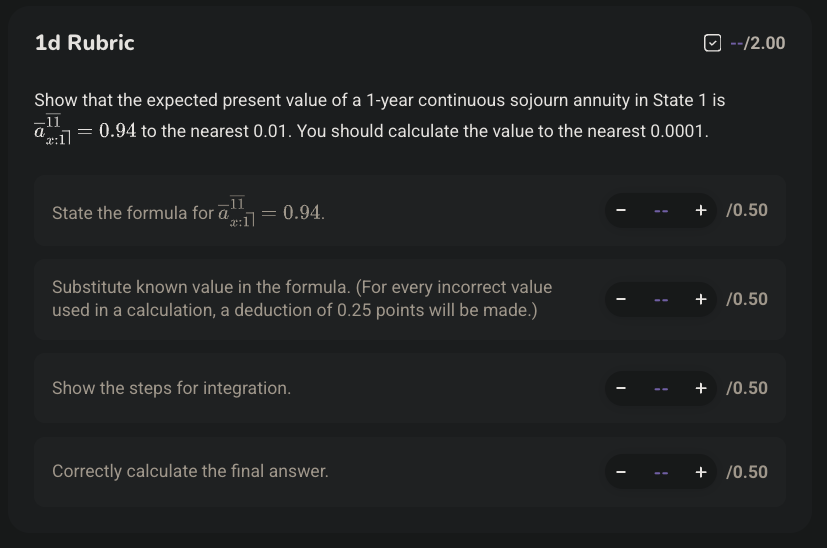 1d Rubric
--/2.00
Show that the expected present value of a 1-year continuous sojourn annuity in State 1 is
$\overline{a}^{\overline{11}}_{x:\overline{1}|} = 0.94$ to the nearest 0.01. You should calculate the value to the nearest 0.0001.
State the formula for $\overline{a}^{\overline{11}}_{x:\overline{1}|} = 0.94$.
− -- + /0.50
Substitute known value in the formula. (For every incorrect value
used in a calculation, a deduction of 0.25 points will be made.)
− -- + /0.50
Show the steps for integration.
− -- + /0.50
Correctly calculate the final answer.
− -- + /0.50